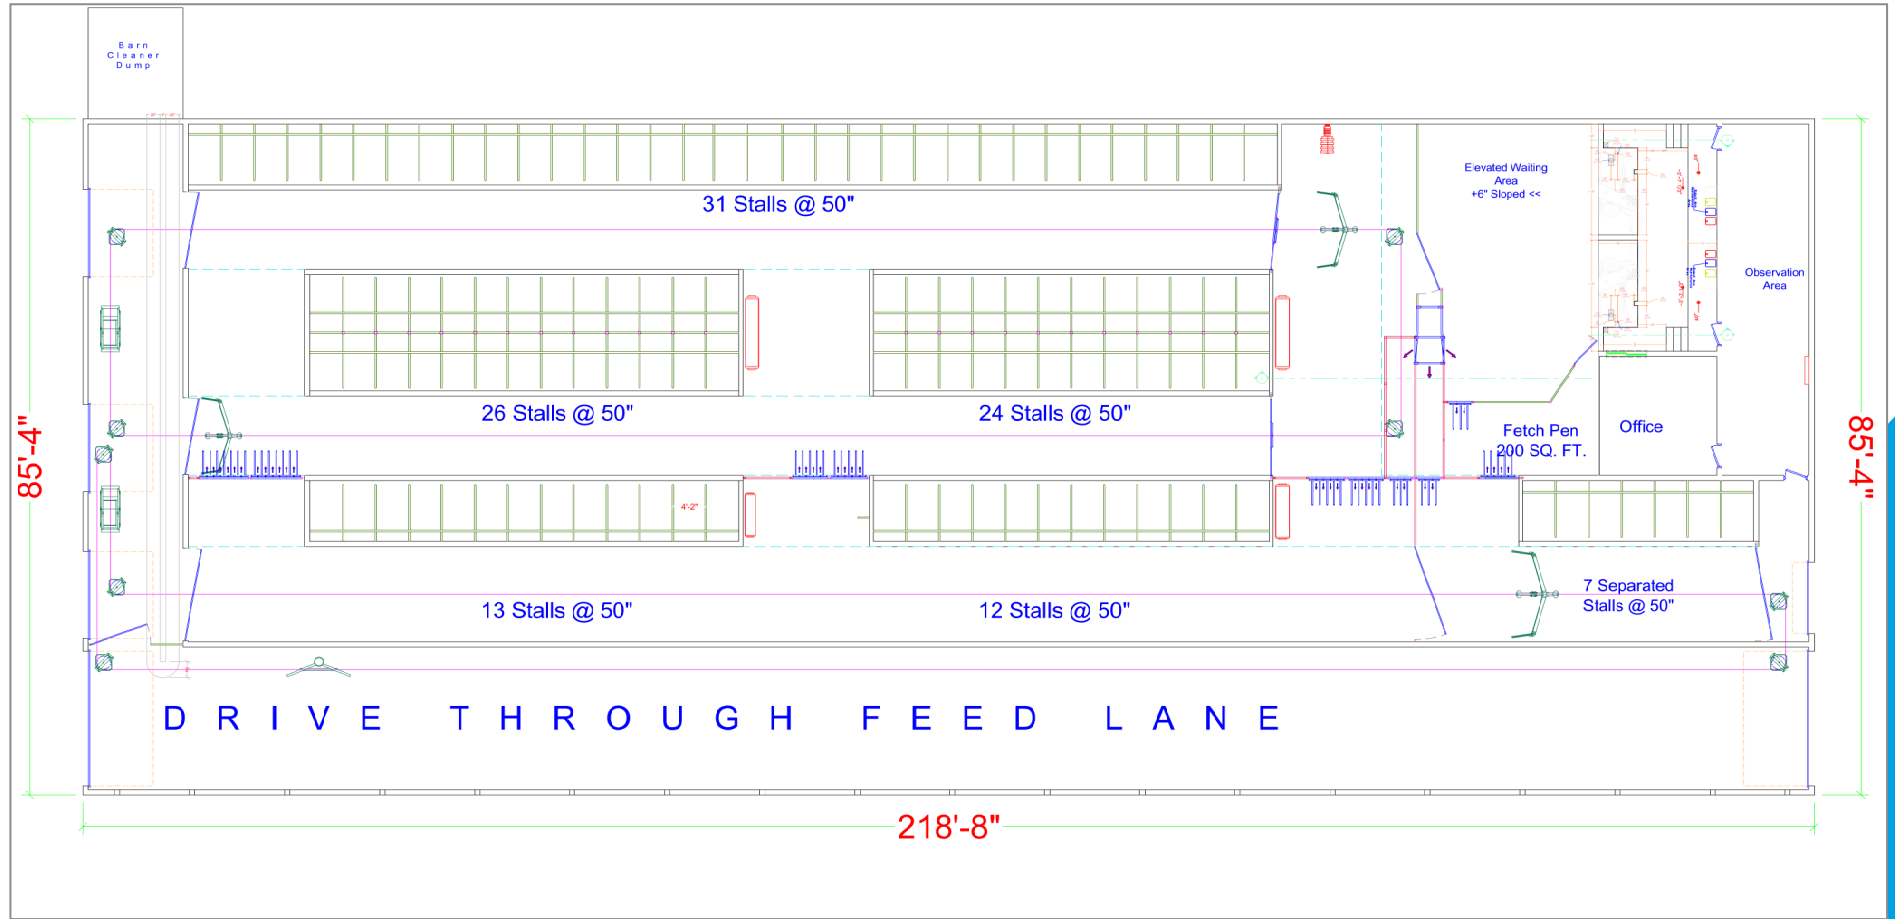 Barn
Cleaner
Dump
31 Stalls @ 50"
Elevated Waiting
Area
+6" Sloped <<
Observation
Area
26 Stalls @ 50"
24 Stalls @ 50"
Fetch Pen
200 SQ. FT.
Office
85'-4"
85'-4"
4'-2"
13 Stalls @ 50"
12 Stalls @ 50"
7 Separated
Stalls @ 50"
DRIVE THROUGH FEED LANE
218'-8"